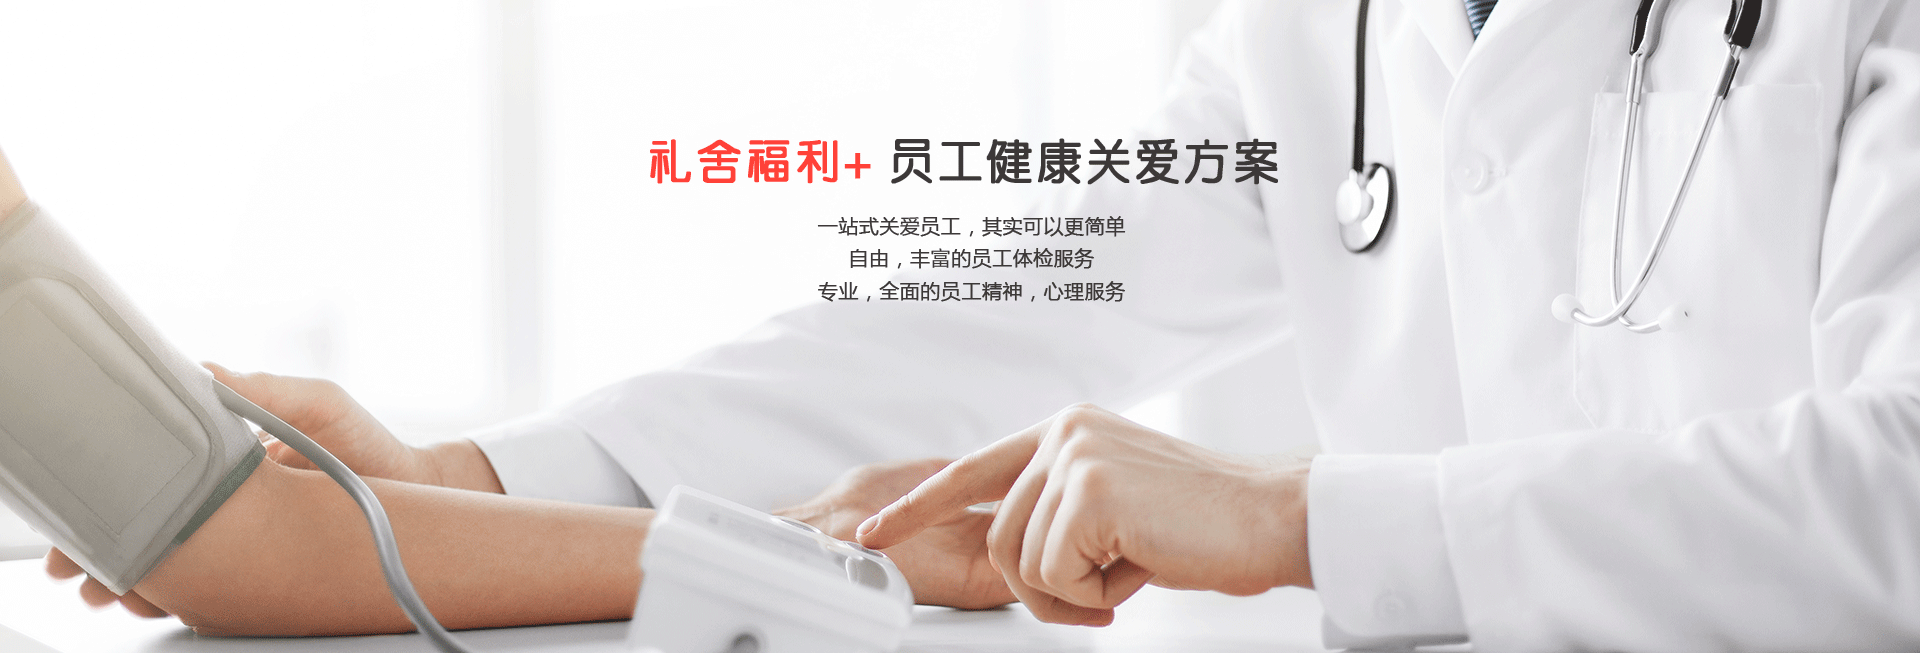 礼舍福利+ 员工健康关爱方案
一站式关爱员工，其实可以更简单
自由，丰富的员工体检服务
专业，全面的员工精神，心理服务